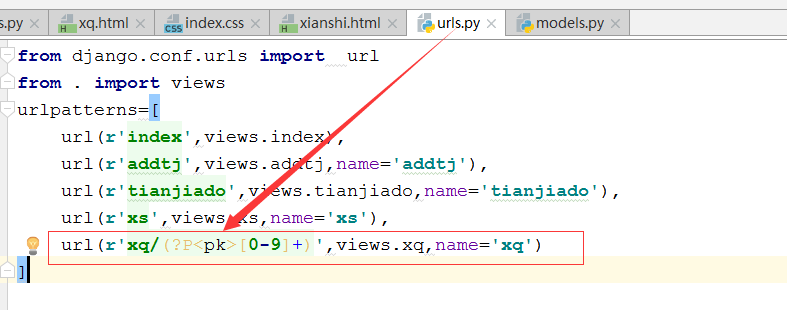 s.py × xq.html × index.css × xianshi.html × urls.py × models.py ×
from django.conf.urls import  url
from . import views
urlpatterns=[
url(r'index',views.index),
url(r'addtj',views.addtj,name='addtj'),
url(r'tianjiado',views.tianjiado,name='tianjiado'),
url(r'xs',views.xs,name='xs'),
url(r'xq/(?P<pk>[0-9]+)',views.xq,name='xq')
]